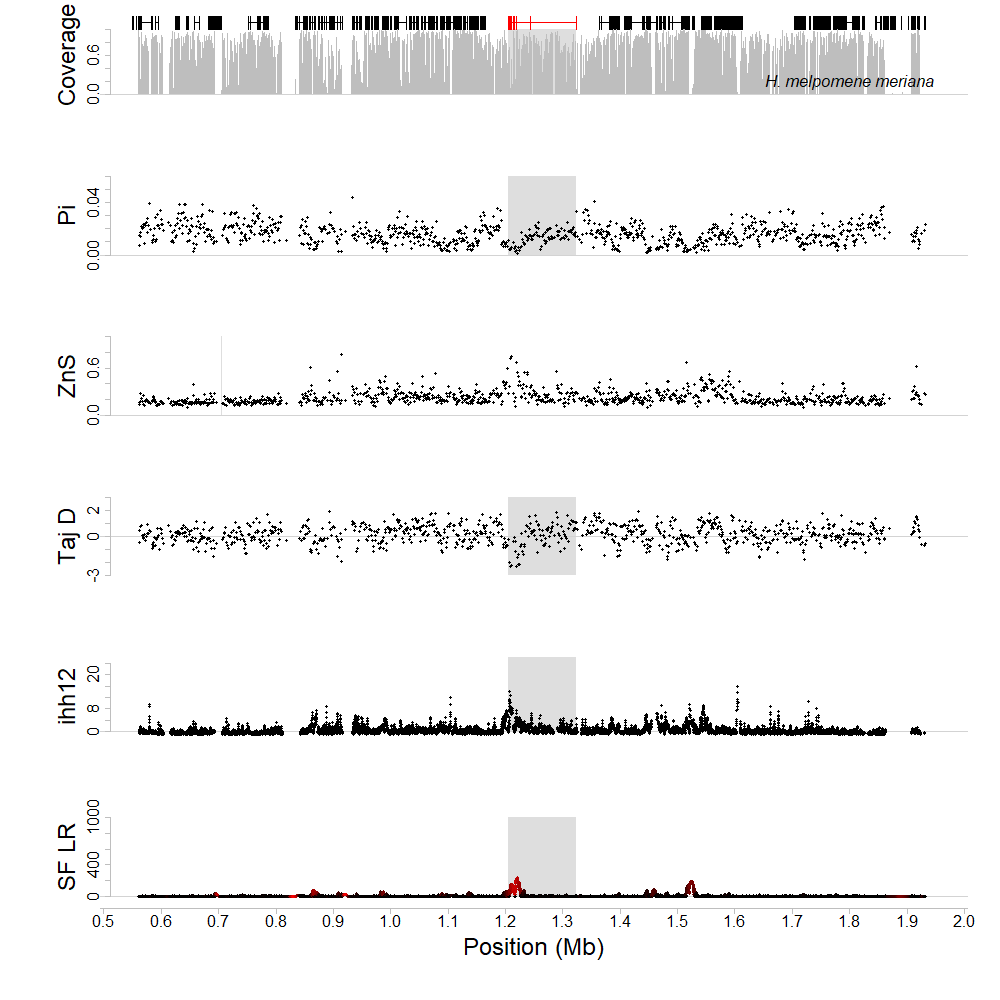 Coverage
0.6
0.0
H. melpomene meriana
Pi
0.04
0.00
ZnS
0.6
0.0
Taj D
2
0
-3
ihh12
20
8
0
SF LR
1000
400
0
0.5 0.6 0.7 0.8 0.9 1.0 1.1 1.2 1.3 1.4 1.5 1.6 1.7 1.8 1.9 2.0
Position (Mb)